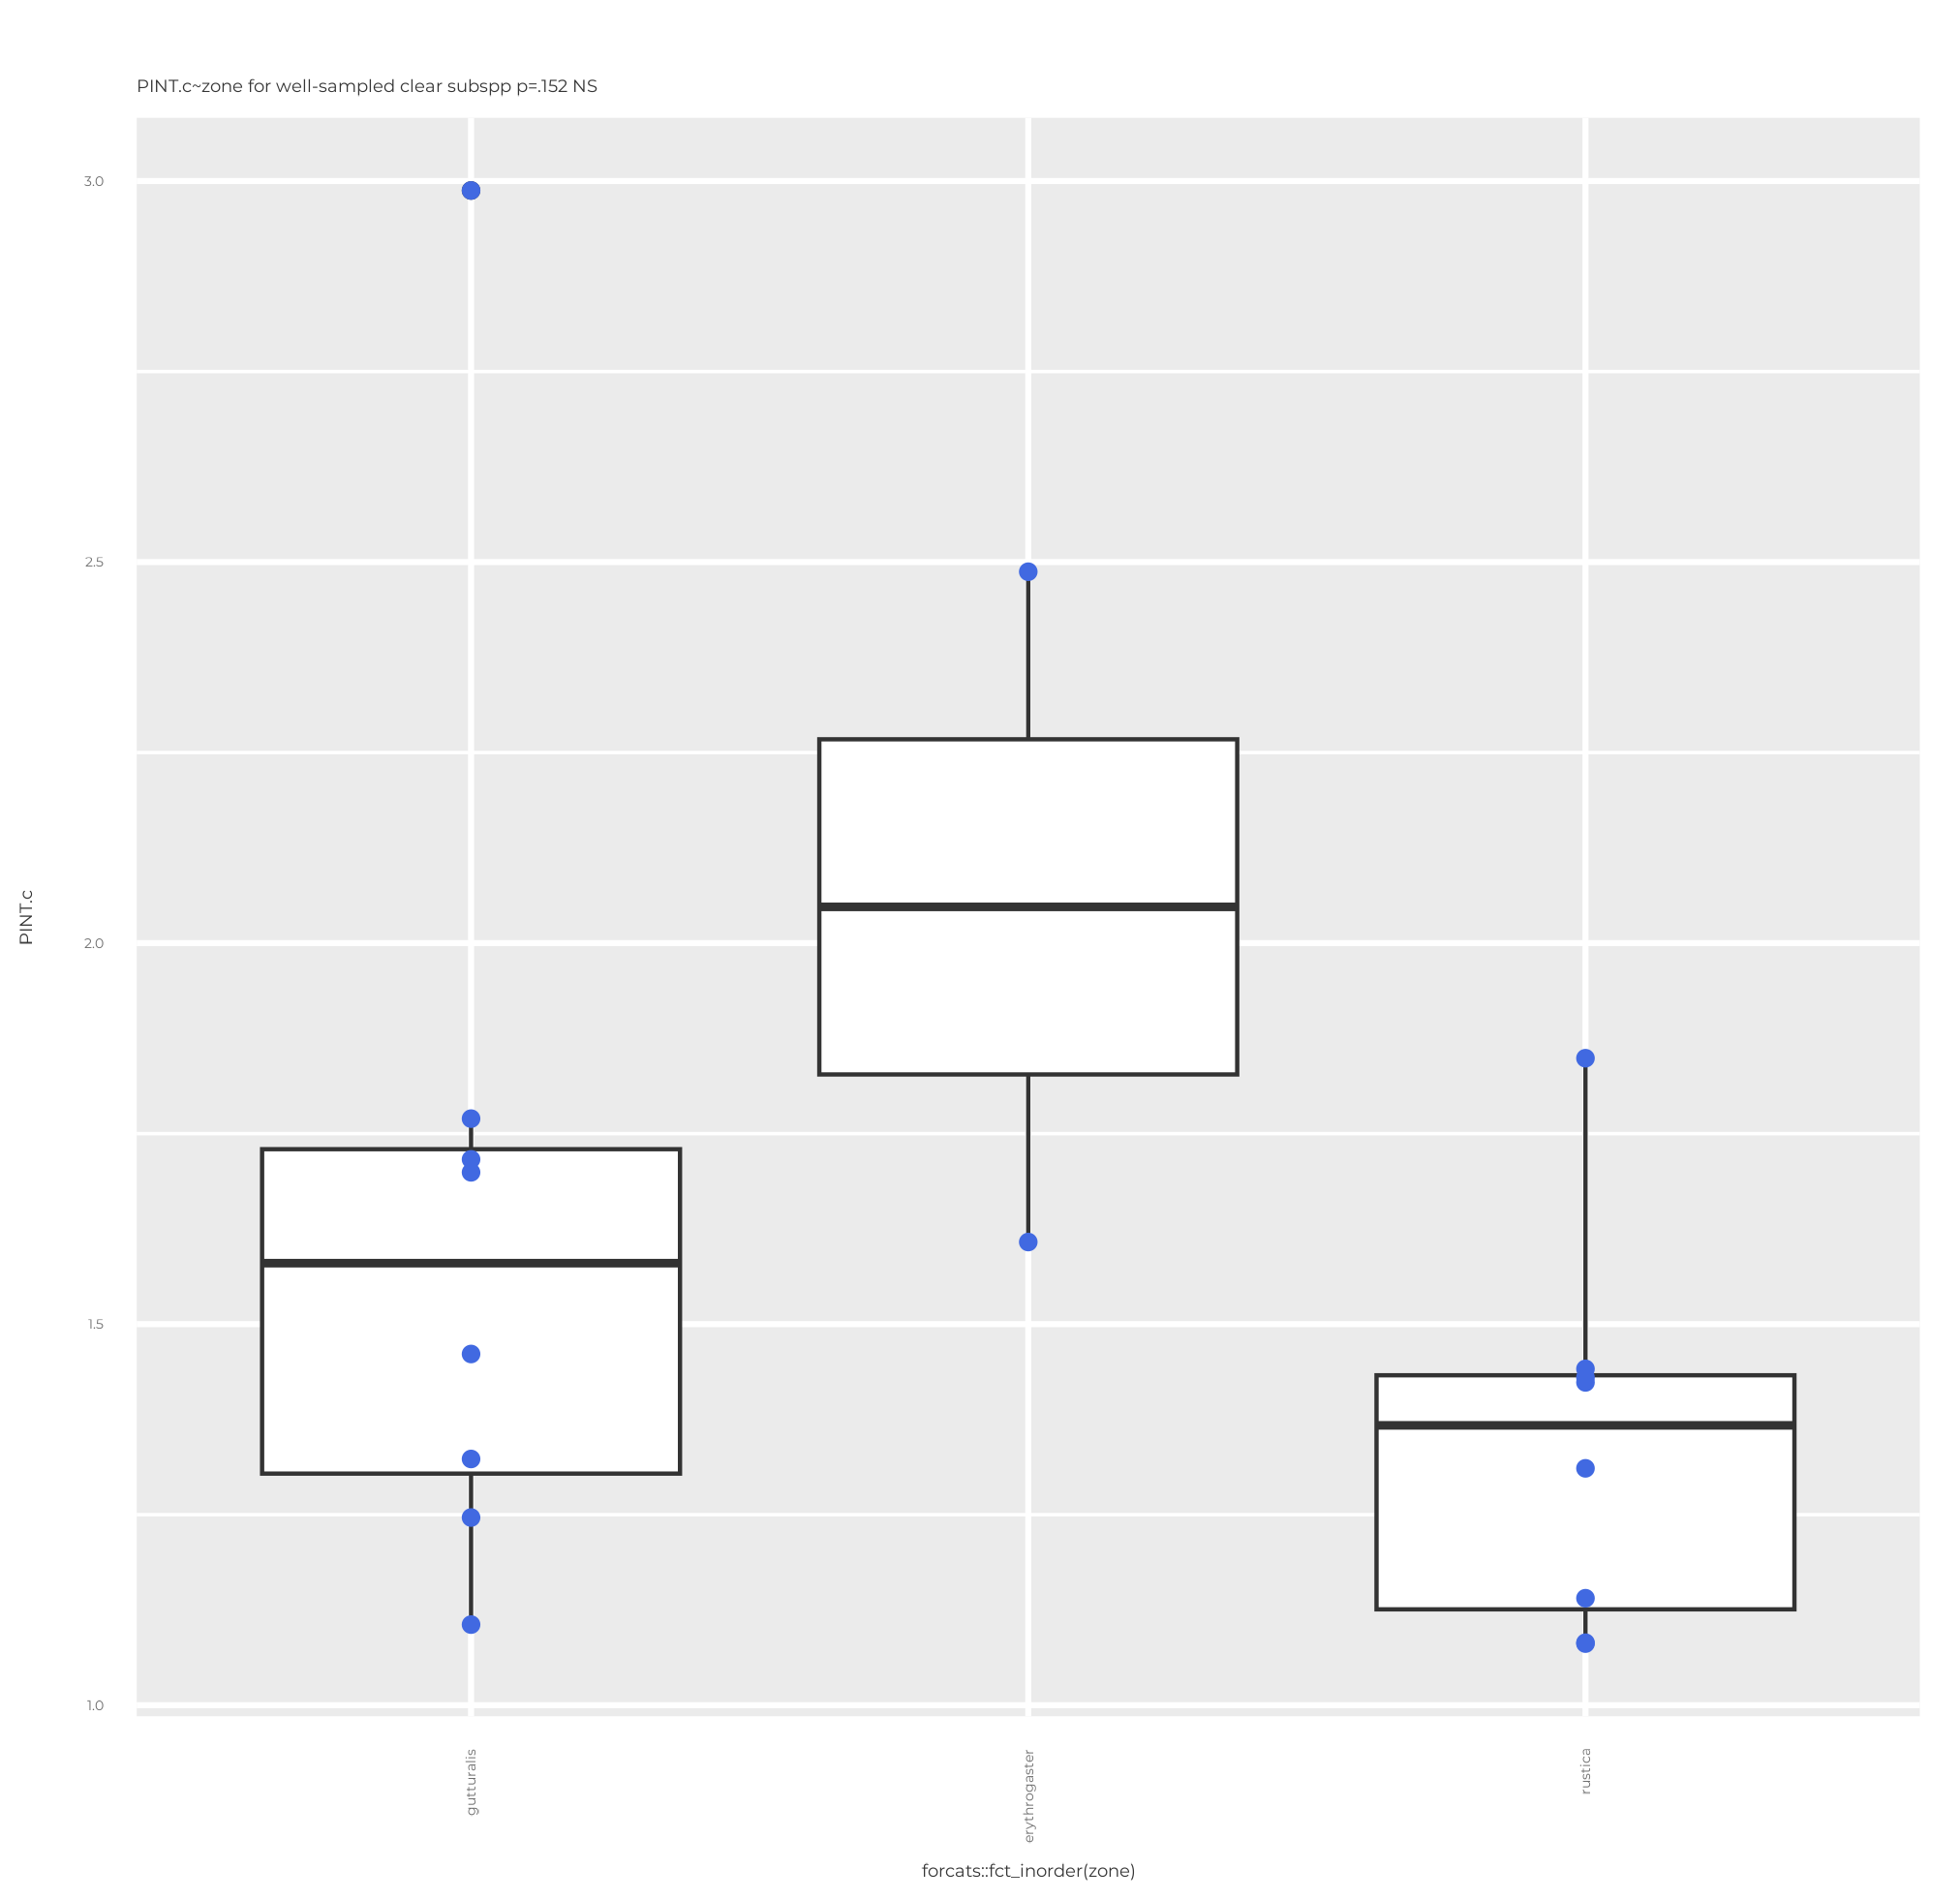 PINT.c~zone for well-sampled clear subspp p=.152 NS
3.0
2.5
2.0
1.5
1.0
PINT.c
gutturalis
erythrogaster
rustica
forcats::fct_inorder(zone)